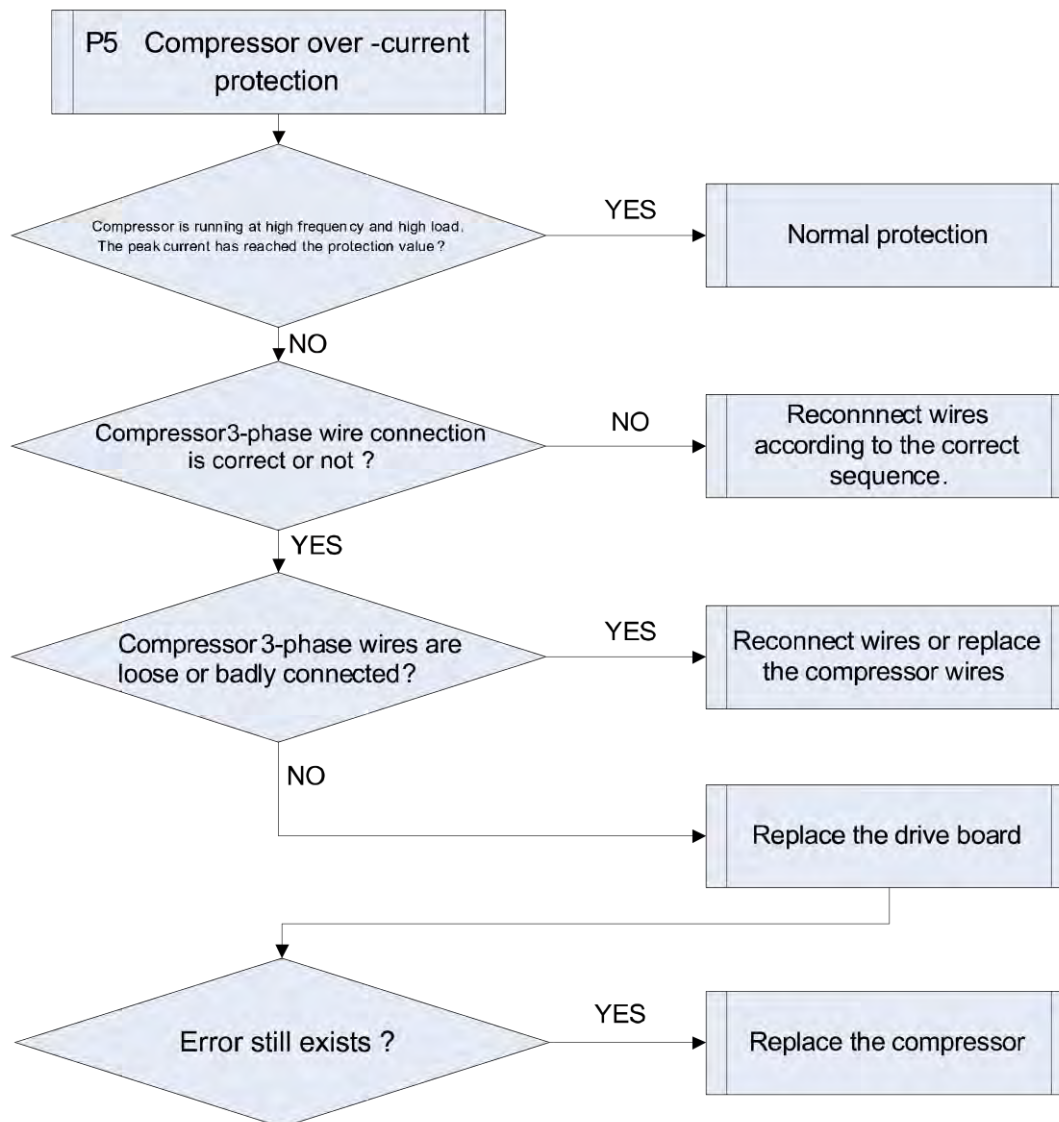 P5 Compressor over -current
protection
Compressor is running at high frequency and high load.
The peak current has reached the protection value ?
YES
Normal protection
NO
Compressor3-phase wire connection
is correct or not ?
NO
Reconnnect wires
according to the correct
sequence.
YES
Compressor 3-phase wires are
loose or badly connected ?
YES
Reconnect wires or replace
the compressor wires
NO
Replace the drive board
Error still exists ?
YES
Replace the compressor